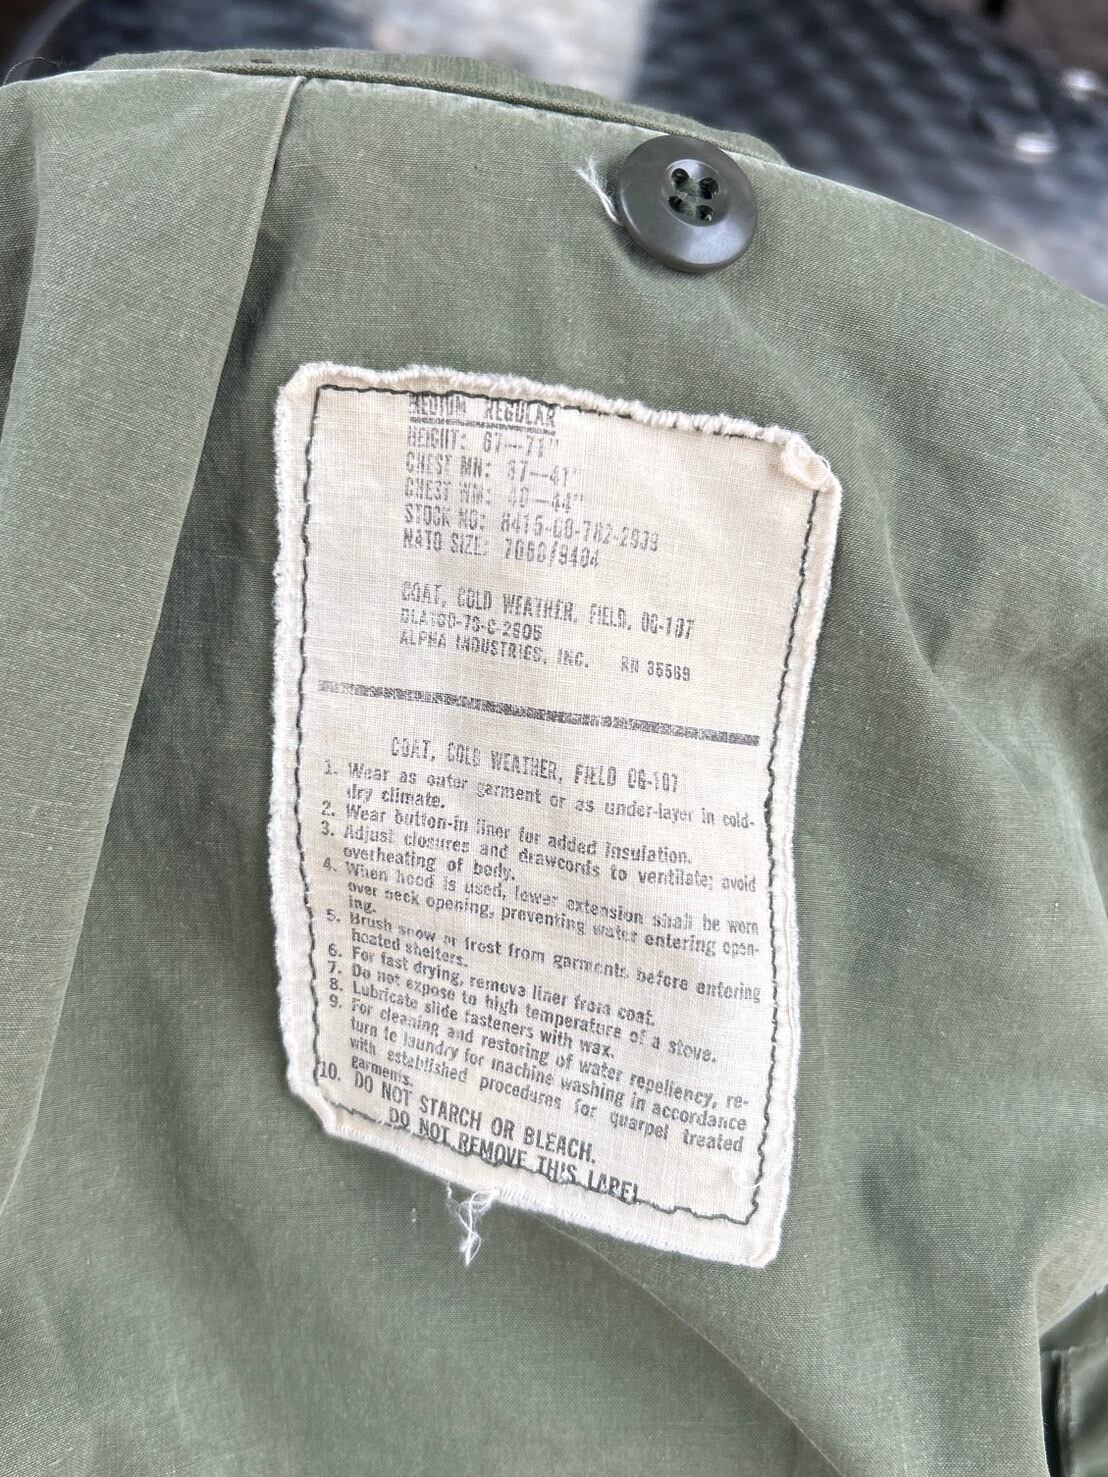 MEDIUM REGULAR
HEIGHT: 67—71"
CHEST MN: 37—41"
CHEST WM: 40—44"
STOCK NO: 8415-00-782-2939
NATO SIZE: 7080/9404
COAT, COLD WEATHER, FIELD, OG-107
ALPHA INDUSTRIES, INC. RN 35569
COAT, COLD WEATHER, FIELD OG-107
1. Wear as outer garment or as under-layer in cold-
dry climate.
2. Wear button-in liner for added insulation.
3. Adjust closures and drawcords to ventilate; avoid
overheating of body.
4. When hood is used, lower extension shall be worn
over neck opening, preventing water entering open-
ing.
5. Brush snow or frost from garments before entering
heated shelters.
6. For fast drying, remove liner from coat.
7. Do not expose to high temperature of a stove.
8. Lubricate slide fasteners with wax.
9. For cleaning and restoring of water repellency, re-
turn to laundry for machine washing in accordance
with established procedures for quarpel treated
garments.
10. DO NOT STARCH OR BLEACH.
DO NOT REMOVE THIS LABEL